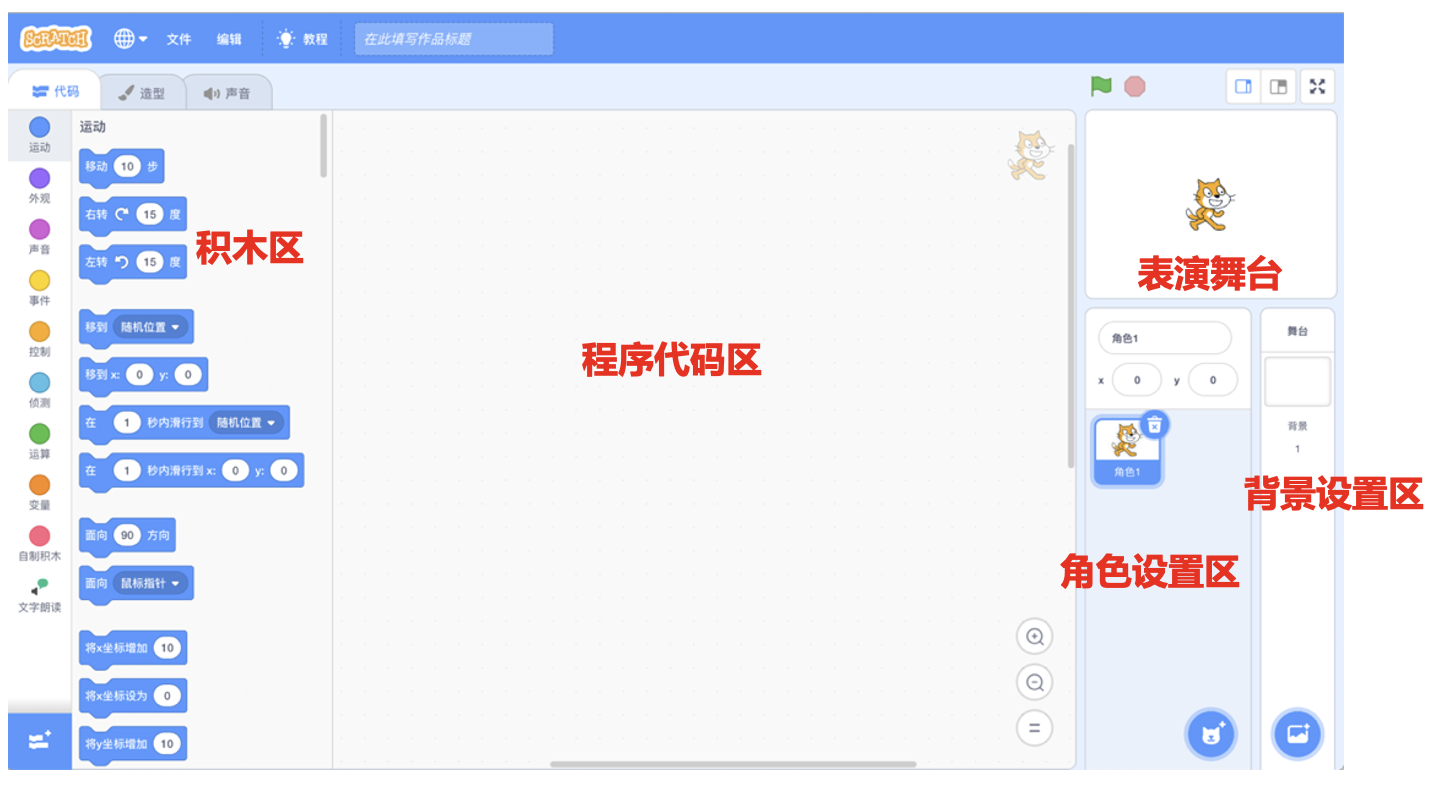 SCRATCH 文件 编辑 教程 在此填写作品标题
代码 造型 声音
运动
外观
声音
事件
控制
侦测
运算
变量
自制积木
文字朗读
运动
移动 10 步
右转 15 度
左转 15 度
积木区
移到 随机位置
移到 x: 0 y: 0
在 1 秒内滑行到 随机位置
在 1 秒内滑行到 x: 0 y: 0
面向 90 方向
面向 鼠标指针
将x坐标增加 10
将x坐标设为 0
将y坐标增加 10
程序代码区
表演舞台
角色1
x 0 y 0
角色1
角色设置区
舞台
背景
1
背景设置区